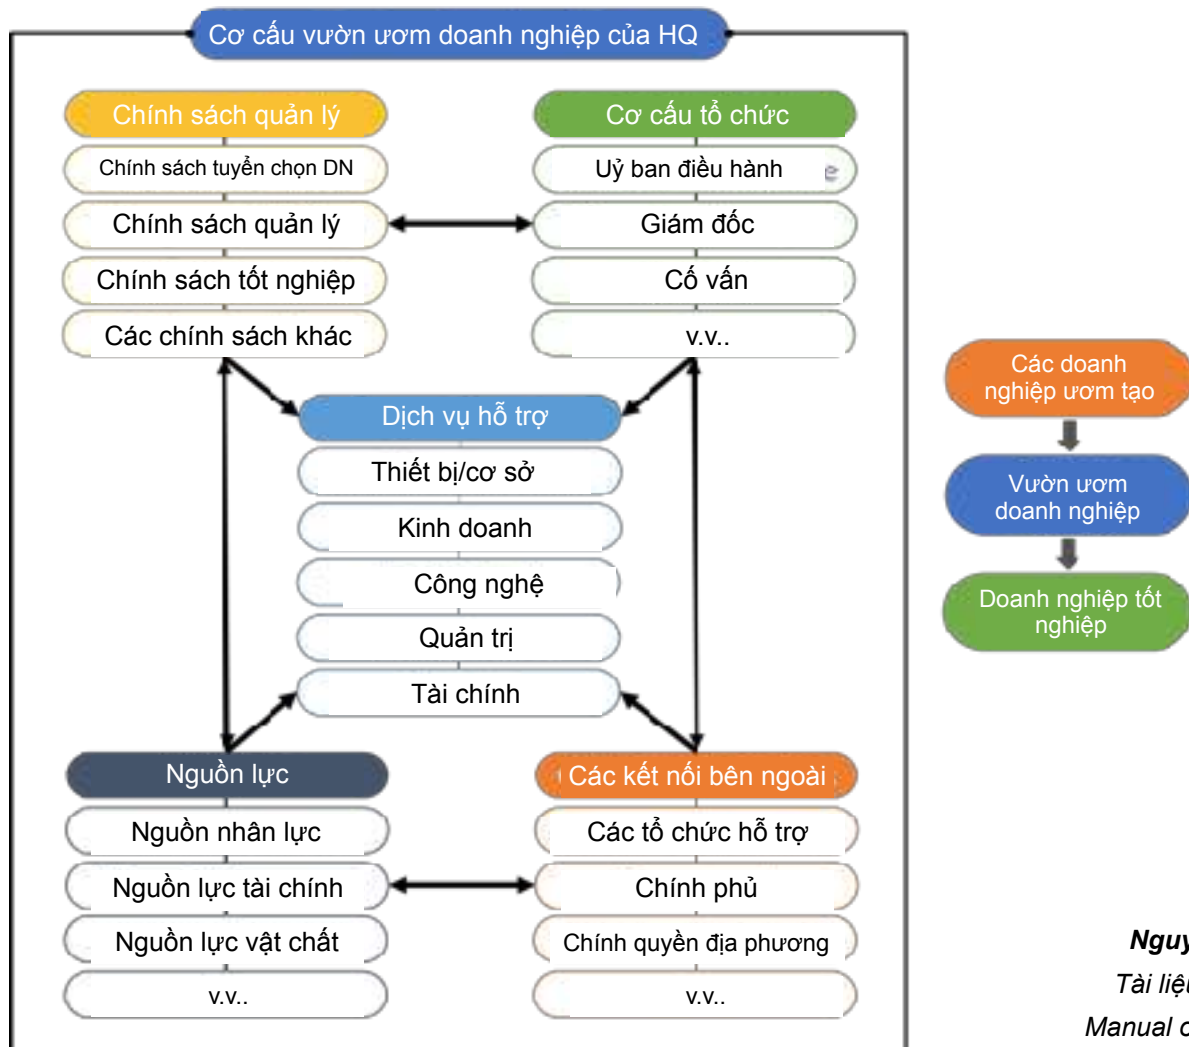 Cơ cấu vườn ươm doanh nghiệp của HQ
Chính sách quản lý
Chính sách tuyển chọn DN
Chính sách quản lý
Chính sách tốt nghiệp
Các chính sách khác
Cơ cấu tổ chức
Uỷ ban điều hành
Giám đốc
Cố vấn
v.v..
Dịch vụ hỗ trợ
Thiết bị/cơ sở
Kinh doanh
Công nghệ
Quản trị
Tài chính
Nguồn lực
Nguồn nhân lực
Nguồn lực tài chính
Nguồn lực vật chất
v.v..
Các kết nối bên ngoài
Các tổ chức hỗ trợ
Chính phủ
Chính quyền địa phương
v.v..
Các doanh
nghiệp ươm tạo
Vườn ươm
doanh nghiệp
Doanh nghiệp tốt
nghiệp
Tài
Manual